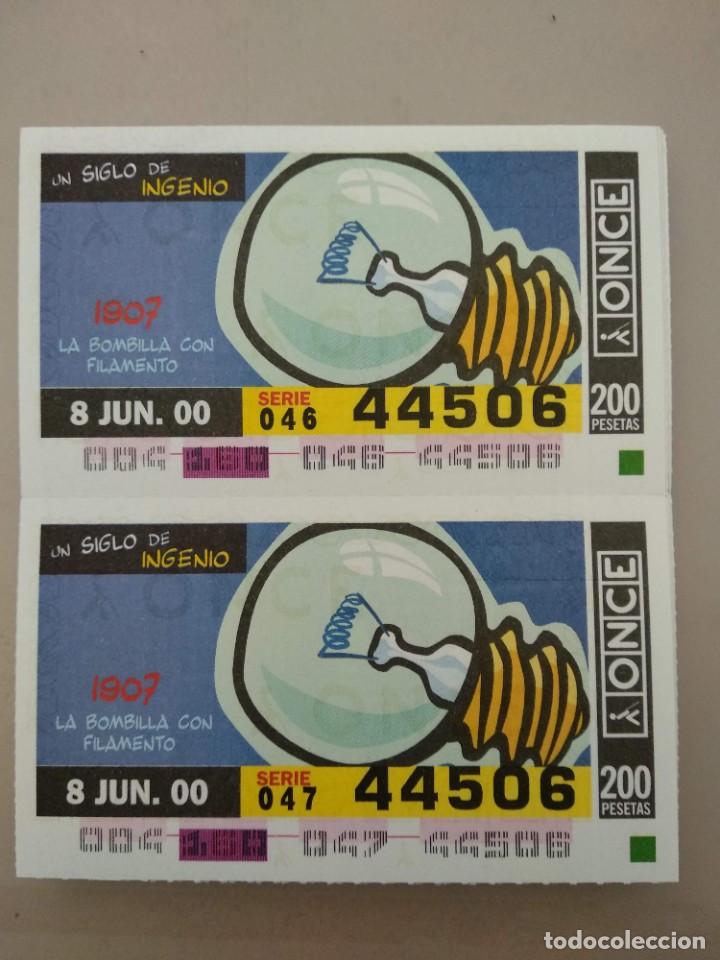 UN SIGLO DE
INGENIO
1907
LA BOMBILLA CON
FILAMENTO
8 JUN. 00
SERIE
046
44506
ONCE
200
PESETAS
004
046
44506
UN SIGLO DE
INGENIO
1907
LA BOMBILLA CON
FILAMENTO
8 JUN. 00
SERIE
047
44506
ONCE
200
PESETAS
004
047
44506
todocoleccion.net